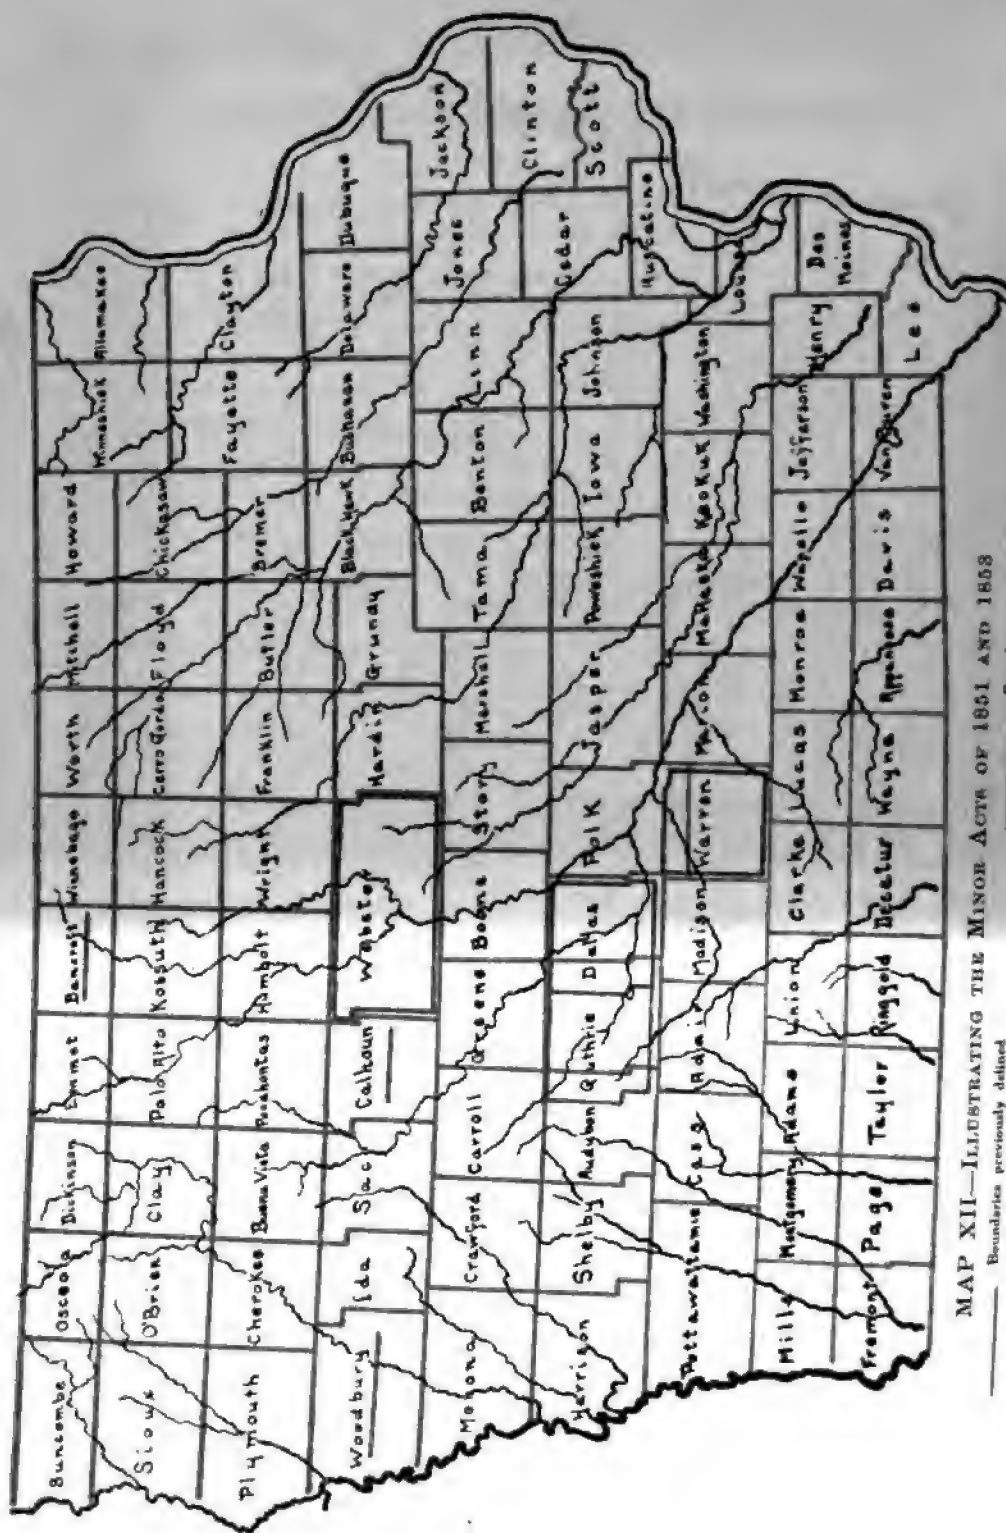 Buncombe Osceola Dickinson Emmet Bancroft Winnebago Worth Mitchell Howard Winneshiek Allamakee
Sioux O'Brien Clay Palo Alto Kossuth Hancock Cerro Gordo Floyd Chickasaw Fayette Clayton
Plymouth Cherokee Buena Vista Pocahontas Humbolt Wright Franklin Butler Bremer
Woodbury Ida Sac Calhoun Webster Hardin Grundy Black Hawk Buchanan Delaware Dubuque
Monona Crawford Carroll Greene Boone Story Marshall Tama Benton Linn Jones Jackson
Harrison Shelby Audybon Guthrie Dallas Polk Jasper Poweshiek Iowa Johnson Cedar Clinton
Scott
Pottawattamie Cass Adair Madison Warren Marion Mahaska Keokuk Washington Muscatine
Louisa
Mills Montgomery Adams Union Clarke Lucas Monroe Wapello Jefferson Henry Des
Moines
Fremont Page Taylor Ringgold Decatur Wayne Appanoose Davis Van Buren Lee
MAP XII—ILLUSTRATING THE MINOR ACTS OF 1851 AND 1853
Boundaries previously defined